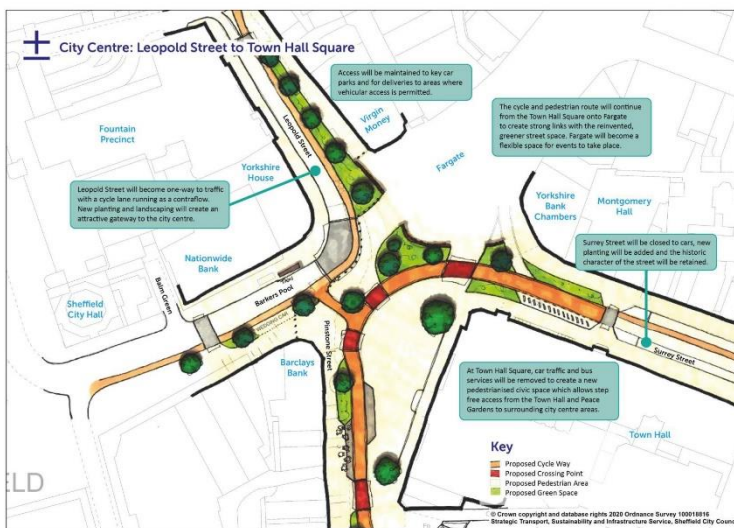 City Centre: Leopold Street to Town Hall Square
Access will be maintained to key car
parks and for deliveries to areas where
vehicular access is permitted.
The cycle and pedestrian route will continue
from the Town Hall Square onto Fargate
to create strong links with the reinvented,
greener street space. Fargate will become a
flexible space for events to take place.
Leopold Street
Virgin
Money
Fountain
Precinct
Fargate
Yorkshire
House
Leopold Street will become one-way to traffic
with a cycle lane running as a contraflow.
New planting and landscaping will create an
attractive gateway to the city centre.
Yorkshire
Bank
Chambers
Montgomery
Hall
Surrey Street will be closed to cars, new
planting will be added and the historic
character of the street will be retained.
Nationwide
Bank
Sheffield
City Hall
Balm Green
Barkers Pool
WEDDING CAR
Pinstone Street
Barclays
Bank
Surrey Street
At Town Hall Square, car traffic and bus
services will be removed to create a new
pedestrianised civic space which allows step
free access from the Town Hall and Peace
Gardens to surrounding city centre areas.
Town Hall
Key
Proposed Cycle Way
Proposed Crossing Point
Proposed Pedestrian Area
Proposed Green Space
ELD
© Crown copyright and database rights 2020 Ordnance Survey 100018816
Strategic Transport, Sustainability and Infrastructure Service, Sheffield City Counc